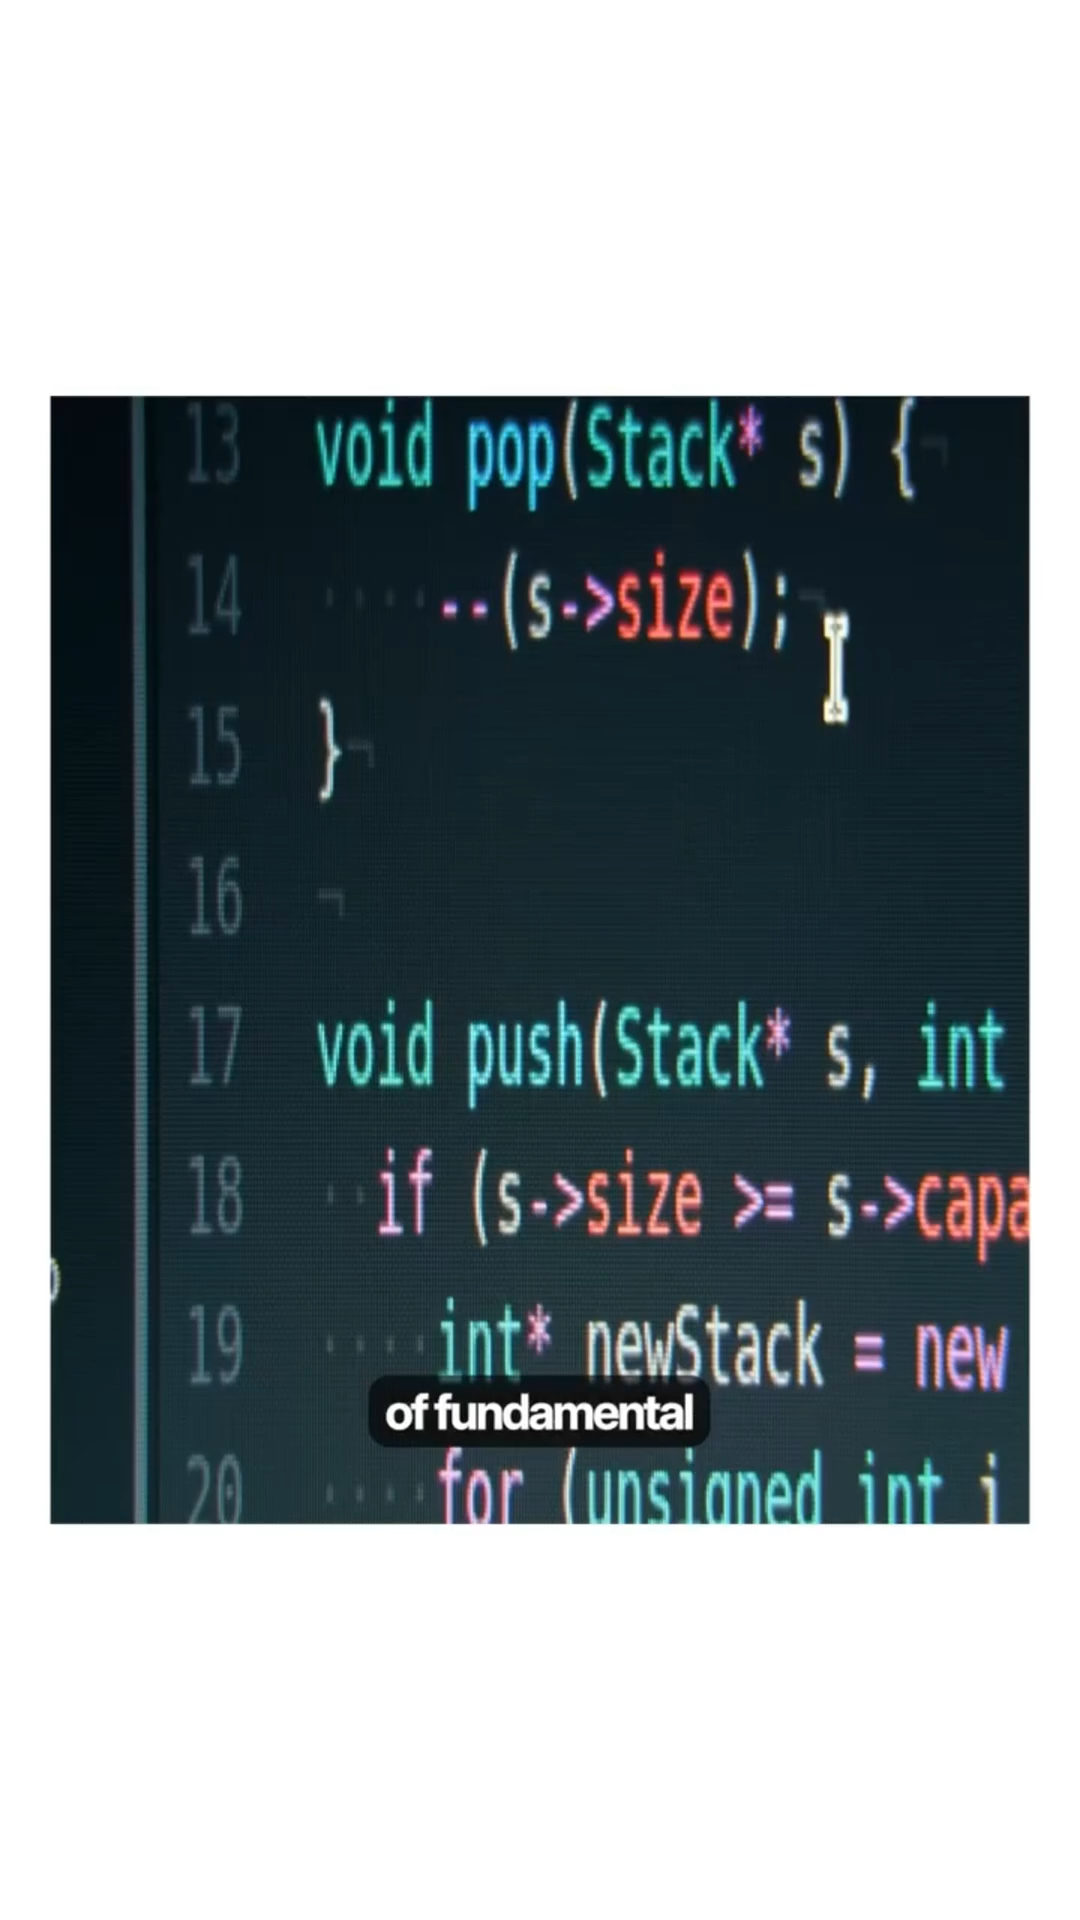 13 void pop(Stack* s) {
14 --(s->size);
15 }
16
17 void push(Stack* s, int
18 if (s->size >= s->capa
19 int* newStack = new
of fundamental
20 for (unsigned int i